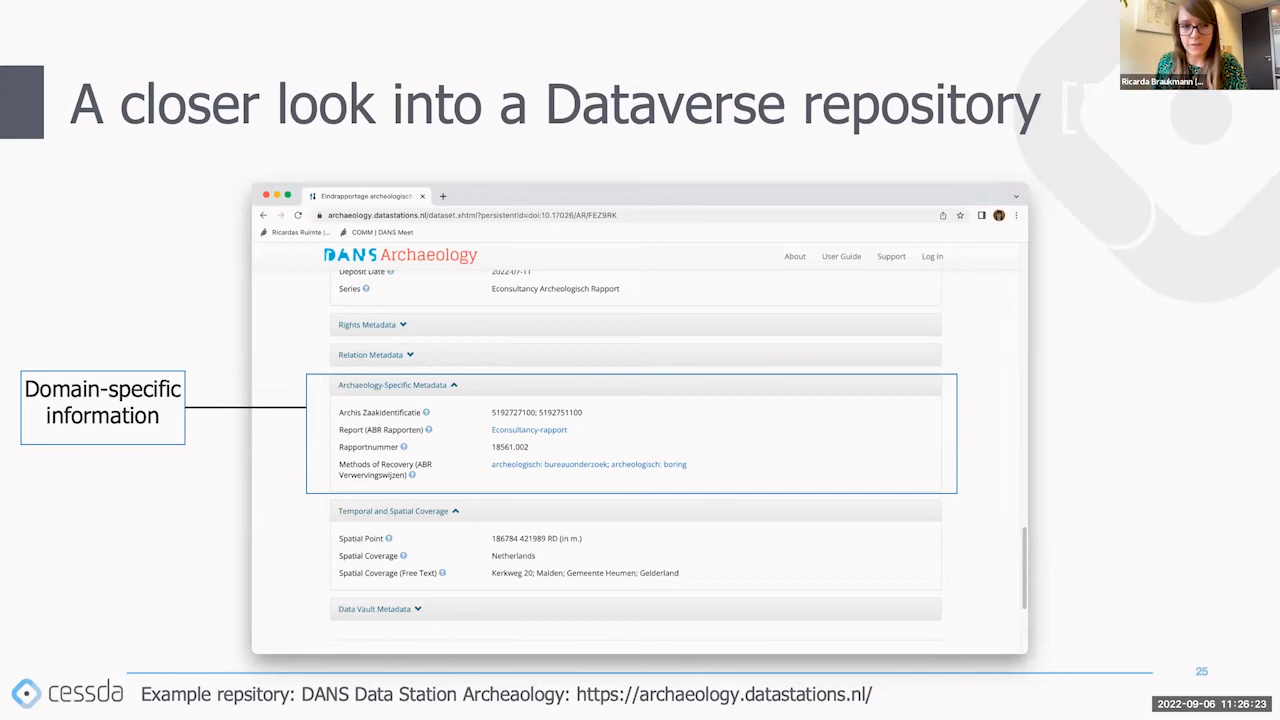 Ricarda Braukmann (...
A closer look into a Dataverse repository
Eindrapportage archeologisch
archaeology.datastations.nl/dataset.xhtml?persistentid=doi:10.17026/AR/FEZ9RK
Ricardas Ruimte |... COMM | DANS Meet
DANS Archaeology
About User Guide Support Log In
Deposit Date 2022-07-11
Series Econsultancy Archeologisch Rapport
Rights Metadata
Relation Metadata
Domain-specific
information
Archaeology-Specific Metadata
Archis Zaakidentificatie 5192727100; 5192751100
Report (ABR Rapporten) Econsultancy-rapport
Rapportnummer 18561.002
Methods of Recovery (ABR archeologisch: bureauonderzoek; archeologisch: boring
Verwervingswijzen)
Temporal and Spatial Coverage
Spatial Point 186784 421989 RD (in m.)
Spatial Coverage Netherlands
Spatial Coverage (Free Text) Kerkweg 20; Malden; Gemeente Heumen; Gelderland
Data Vault Metadata
25
cessda Example repsitory: DANS Data Station Archeaology: https://archaeology.datastations.nl/
2022-09-06 11:26:23